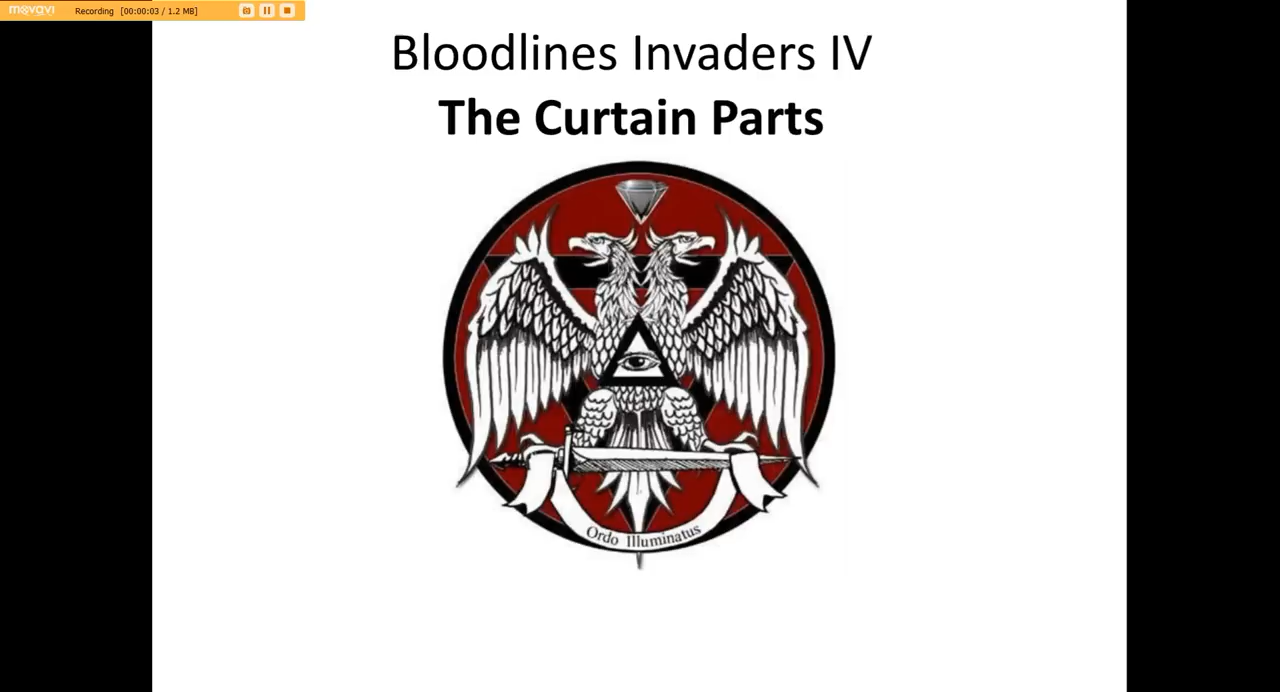 movavi Recording [00:00:03 / 1.2 MB]
Bloodlines Invaders IV
The Curtain Parts
Ordo Illuminatus